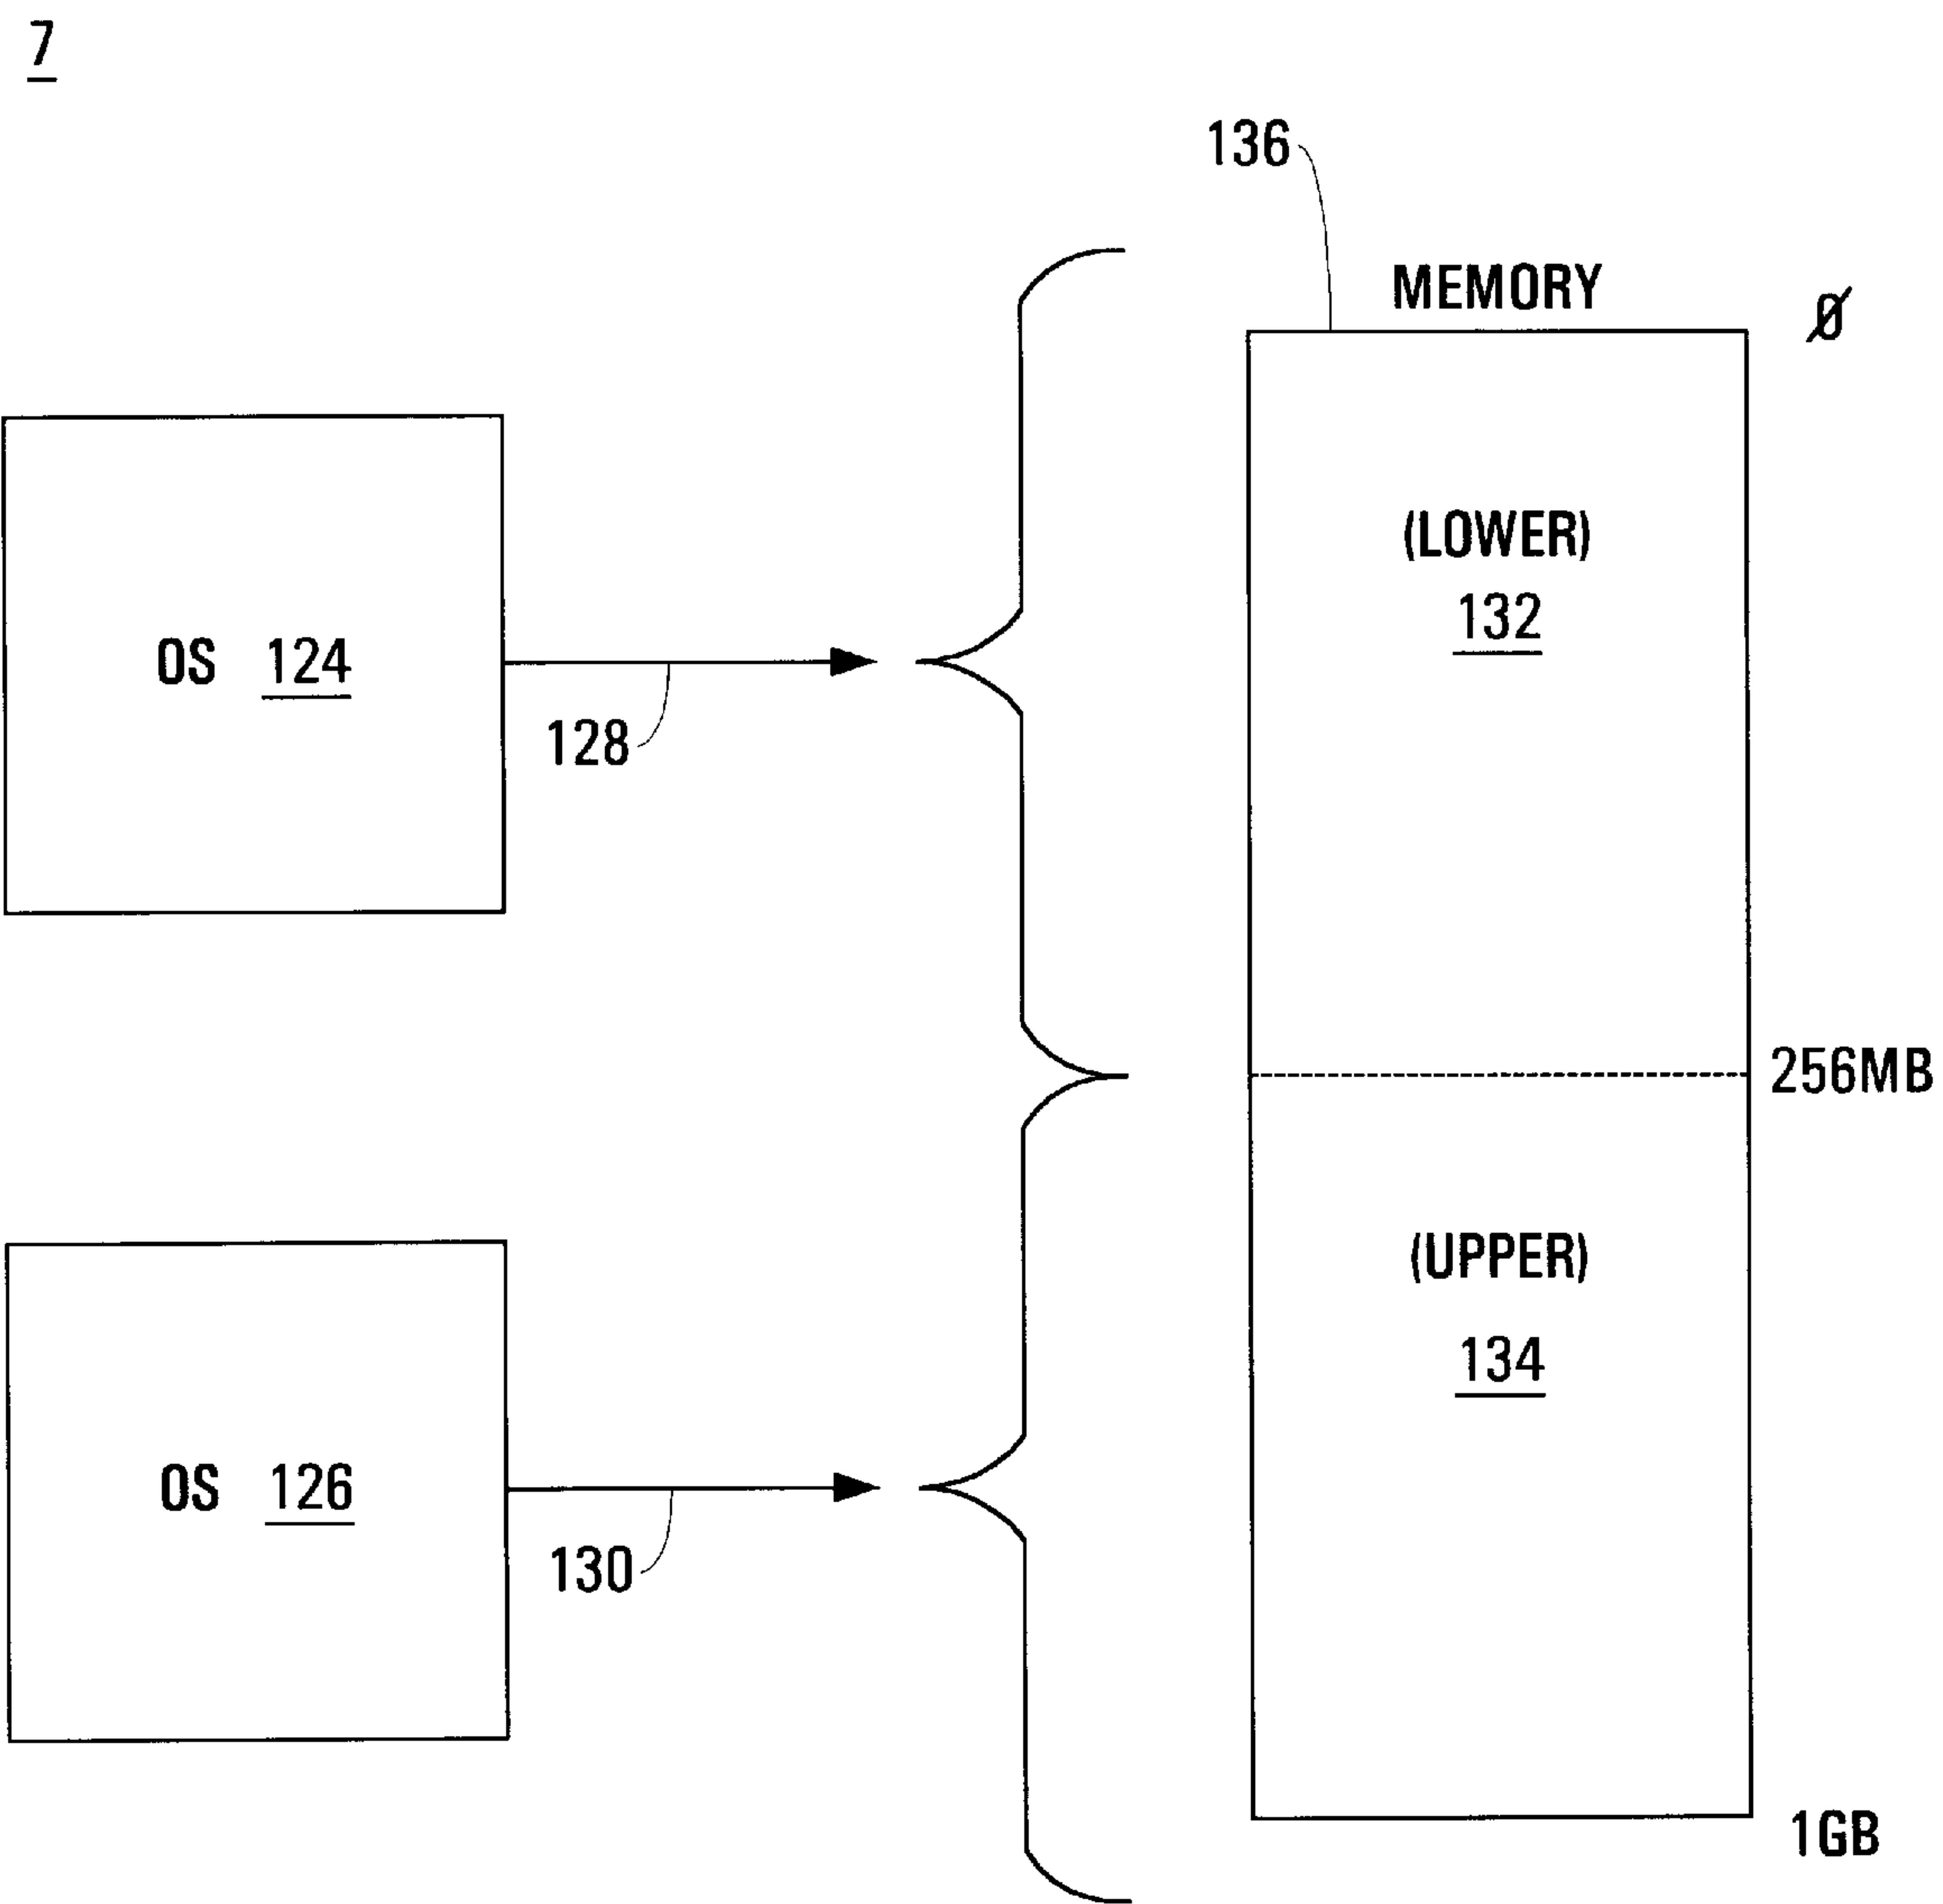 7
136
MEMORY
Ø
(LOWER)
132
OS 124
128
256MB
(UPPER)
134
OS 126
130
1GB